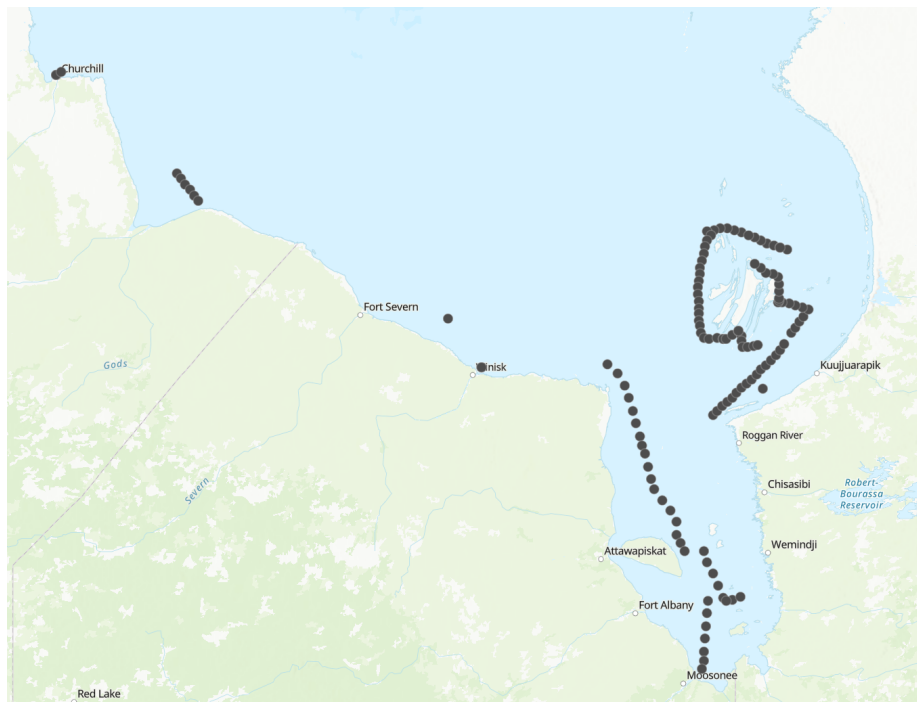 Churchill
Fort Severn
Gods
Kuujjuarapik
Roggan River
Severn
Chisasibi
Robert-
Bourassa
Reservoir
Wemindji
Attawapiskat
Fort Albany
Moosonee
Red Lake